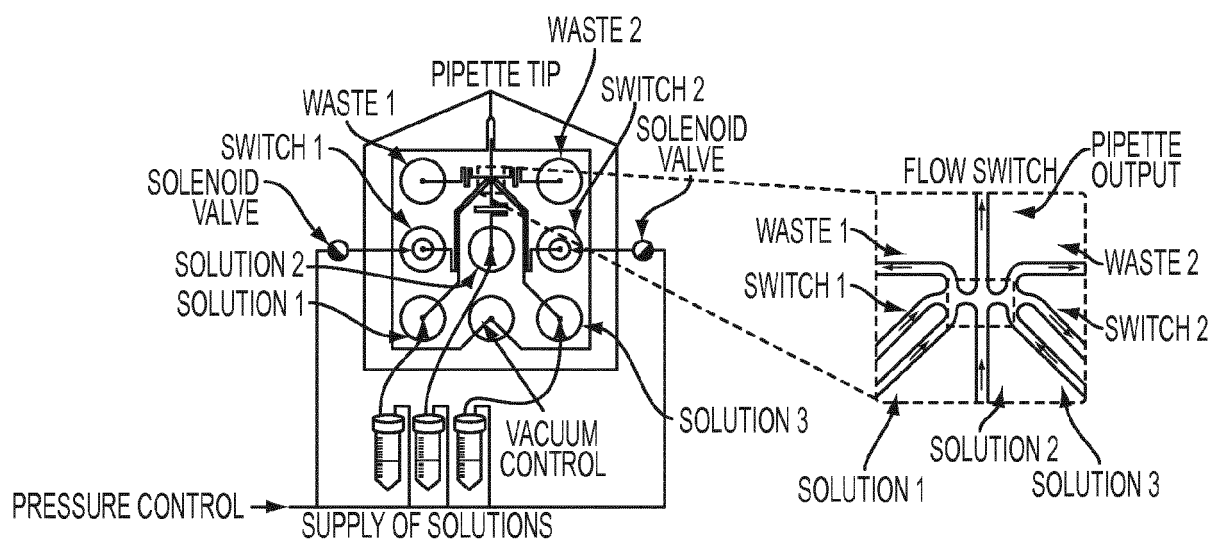 WASTE 2
PIPETTE TIP
WASTE 1
SWITCH 2
SWITCH 1
SOLENOID
VALVE
SOLENOID
VALVE
SOLUTION 2
SOLUTION 1
SOLUTION 3
VACUUM
CONTROL
PRESSURE CONTROL
SUPPLY OF SOLUTIONS
FLOW SWITCH
PIPETTE
OUTPUT
WASTE 1
WASTE 2
SWITCH 1
SWITCH 2
SOLUTION 2
SOLUTION 1
SOLUTION 3